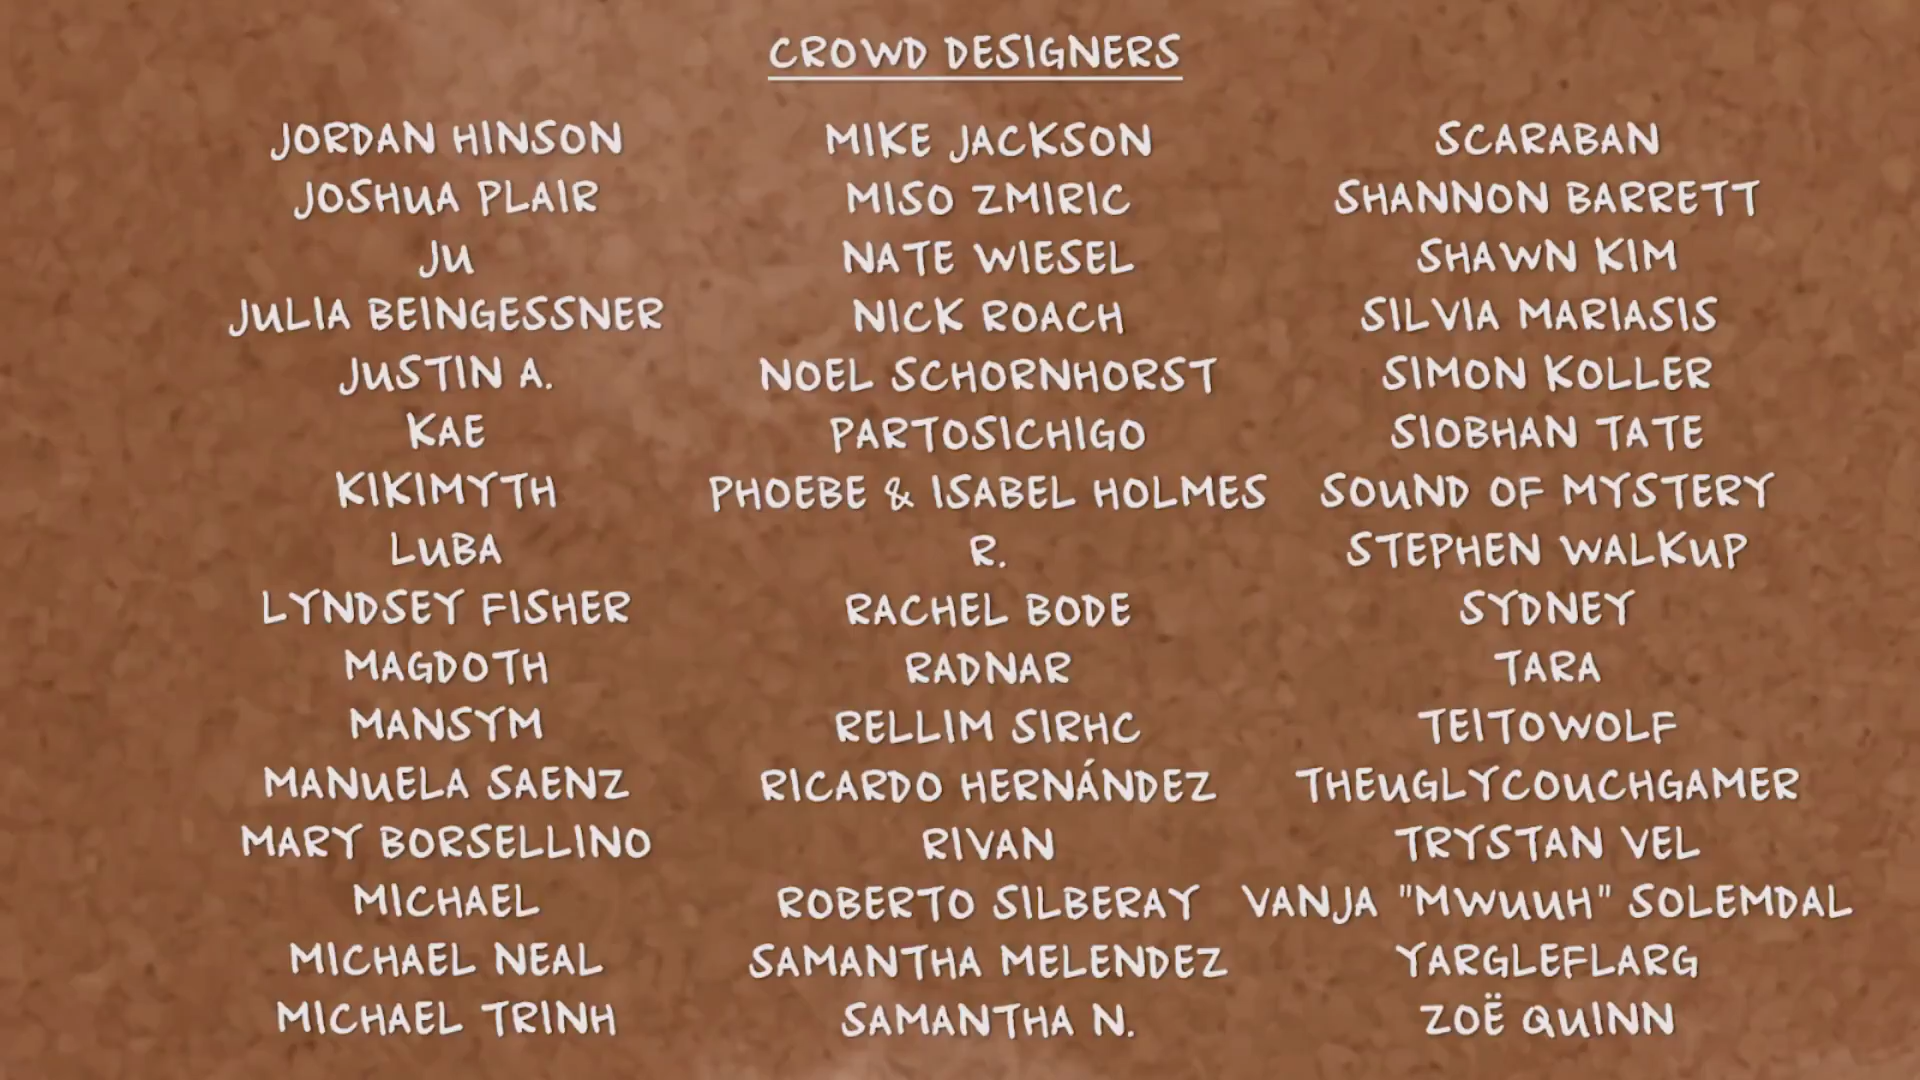 CROWD DESIGNERS
JORDAN HINSON
JOSHUA PLAIR
JU
JULIA BEINGESSNER
JUSTIN A.
KAE
KIKIMYTH
LUBA
LYNDSEY FISHER
MAGDOTH
MANSYM
MANUELA SAENZ
MARY BORSELLINO
MICHAEL
MICHAEL NEAL
MICHAEL TRINH
MIKE JACKSON
MISO ZMIRIC
NATE WIESEL
NICK ROACH
NOEL SCHORNHORST
PARTOSICHIGO
PHOEBE & ISABEL HOLMES
R.
RACHEL BODE
RADNAR
RELLIM SIRHC
RICARDO HERNÁNDEZ
RIVAN
ROBERTO SILBERAY
SAMANTHA MELENDEZ
SAMANTHA N.
SCARABAN
SHANNON BARRETT
SHAWN KIM
SILVIA MARIASIS
SIMON KOLLER
SIOBHAN TATE
SOUND OF MYSTERY
STEPHEN WALKUP
SYDNEY
TARA
TEITOWOLF
THEUGLYCOUCHGAMER
TRYSTAN VEL
VANJA "MWUUH" SOLEMDAL
YARGLEFLARG
ZOË QUINN